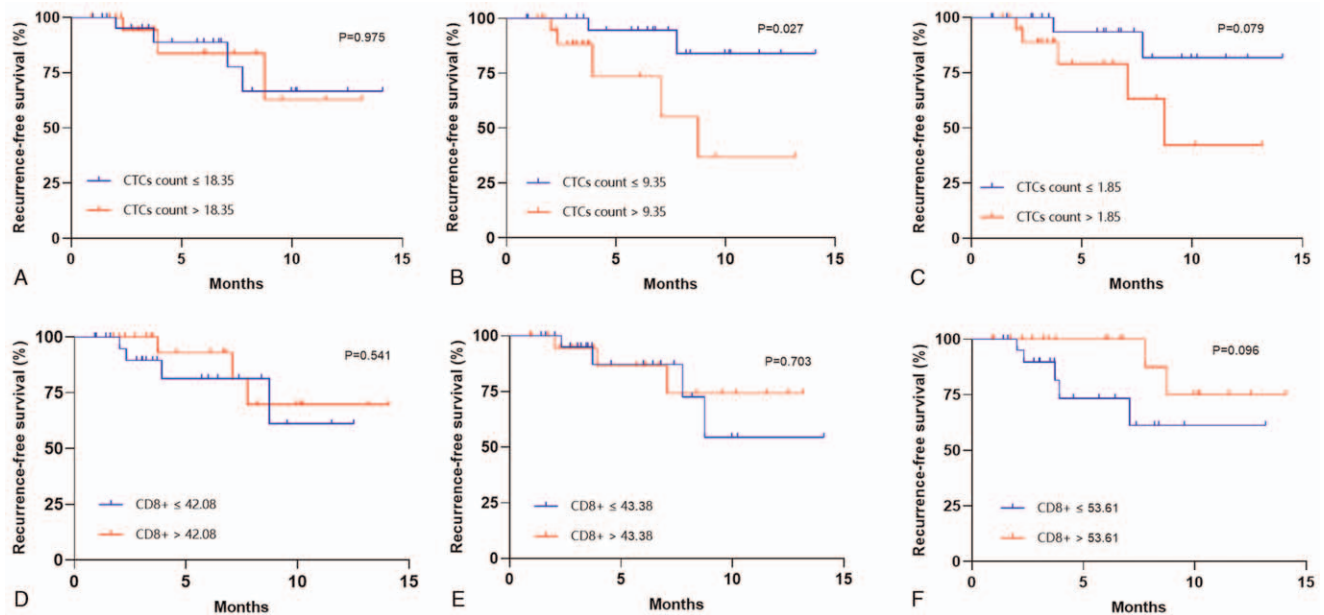 Recurrence-free survival (%)
100
75
50
25
0
P=0.975
CTCs count ≤ 18.35
CTCs count > 18.35
0 5 10 15
Months
A
Recurrence-free survival (%)
100
75
50
25
0
P=0.027
CTCs count ≤ 9.35
CTCs count > 9.35
0 5 10 15
Months
B
Recurrence-free survival (%)
100
75
50
25
0
P=0.079
CTCs count ≤ 1.85
CTCs count > 1.85
0 5 10 15
Months
C
Recurrence-free survival (%)
100
75
50
25
0
P=0.541
CD8+ ≤ 42.08
CD8+ > 42.08
0 5 10 15
Months
D
Recurrence-free survival (%)
100
75
50
25
0
P=0.703
CD8+ ≤ 43.38
CD8+ > 43.38
0 5 10 15
Months
E
Recurrence-free survival (%)
100
75
50
25
0
P=0.096
CD8+ ≤ 53.61
CD8+ > 53.61
0 5 10 15
Months
F